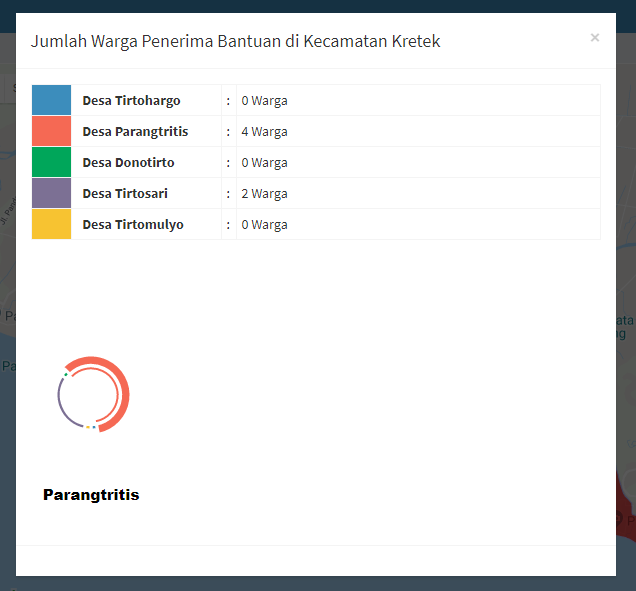 Jumlah Warga Penerima Bantuan di Kecamatan Kretek ×
Desa Tirtohargo : 0 Warga
Desa Parangtritis : 4 Warga
Desa Donotirto : 0 Warga
Desa Tirtosari : 2 Warga
Desa Tirtomulyo : 0 Warga
Parangtritis